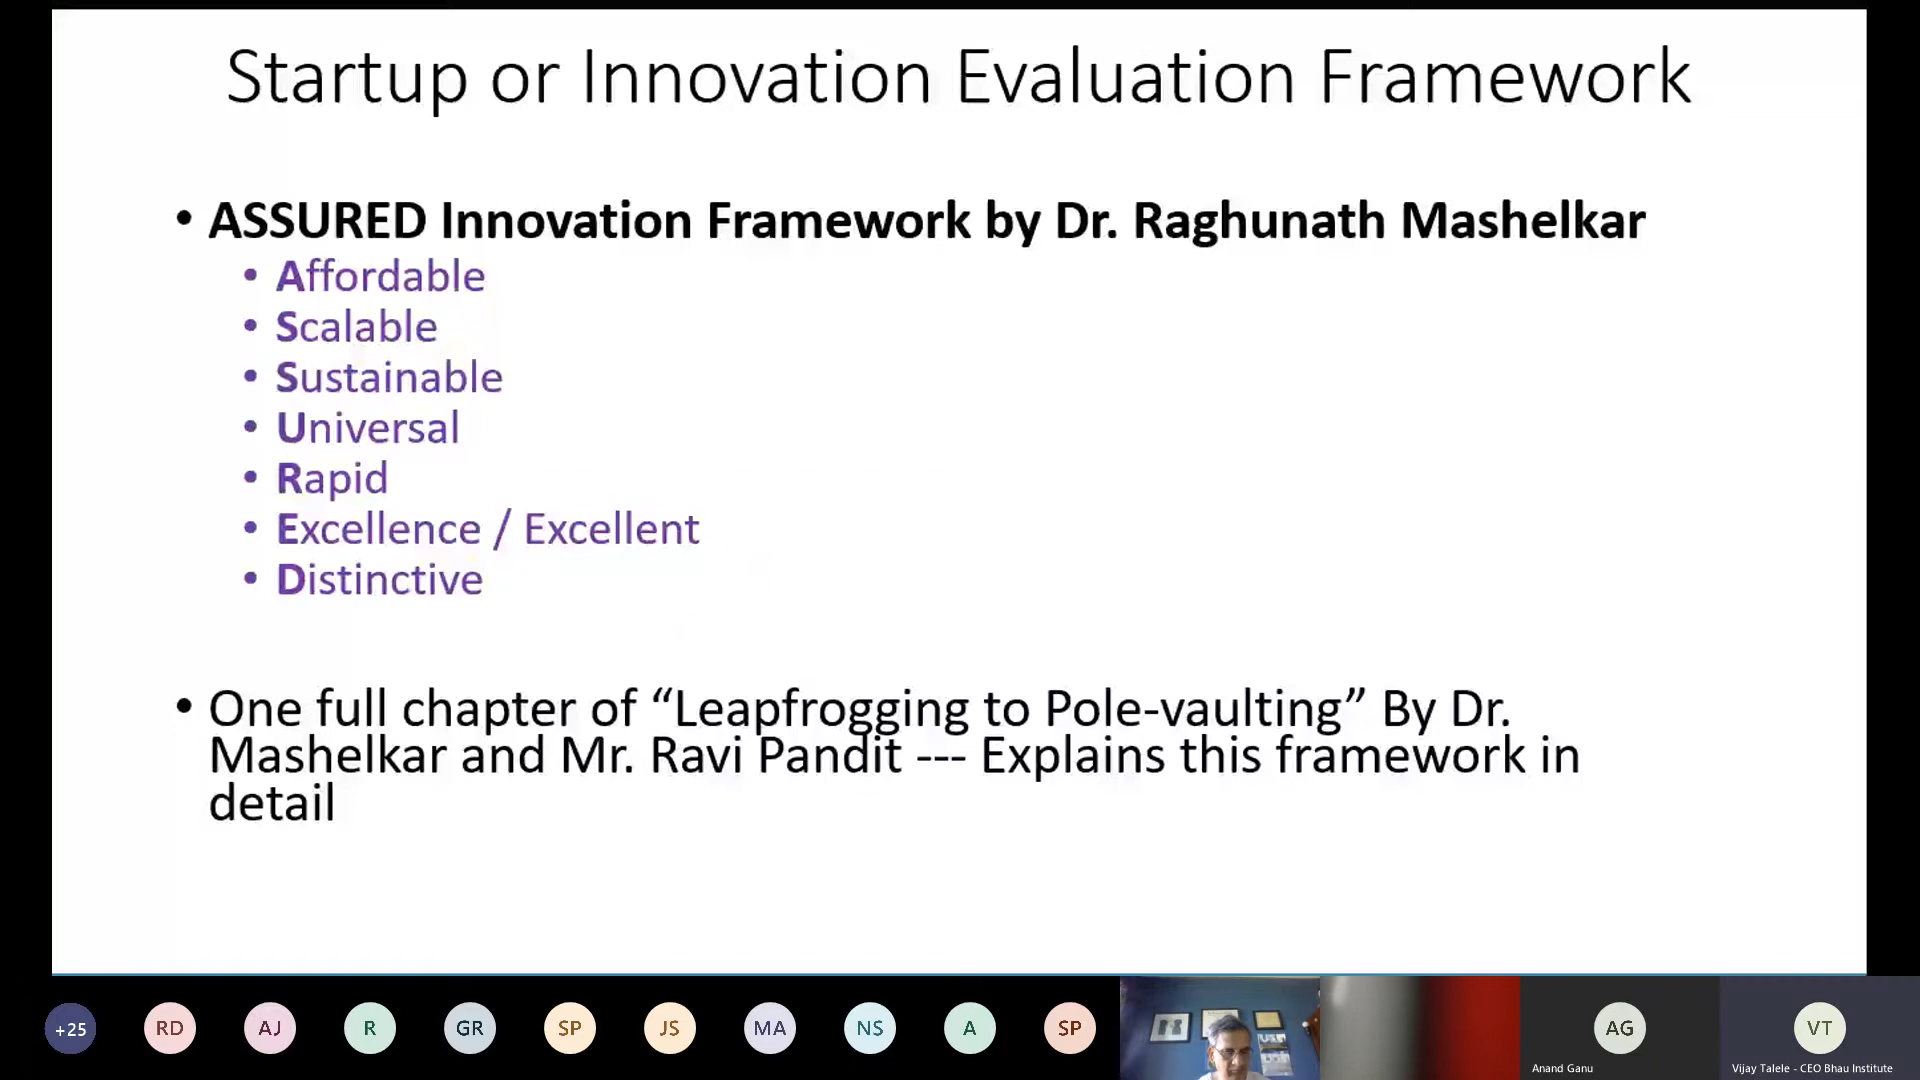 Startup or Innovation Evaluation Framework
• ASSURED Innovation Framework by Dr. Raghunath Mashelkar
• Affordable
• Scalable
• Sustainable
• Universal
• Rapid
• Excellence / Excellent
• Distinctive
• One full chapter of “Leapfrogging to Pole-vaulting” By Dr.
Mashelkar and Mr. Ravi Pandit --- Explains this framework in
detail
+25 RD AJ R GR SP JS MA NS A SP AG VT
Anand Ganu
Vijay Talele - CEO Bhau Institute